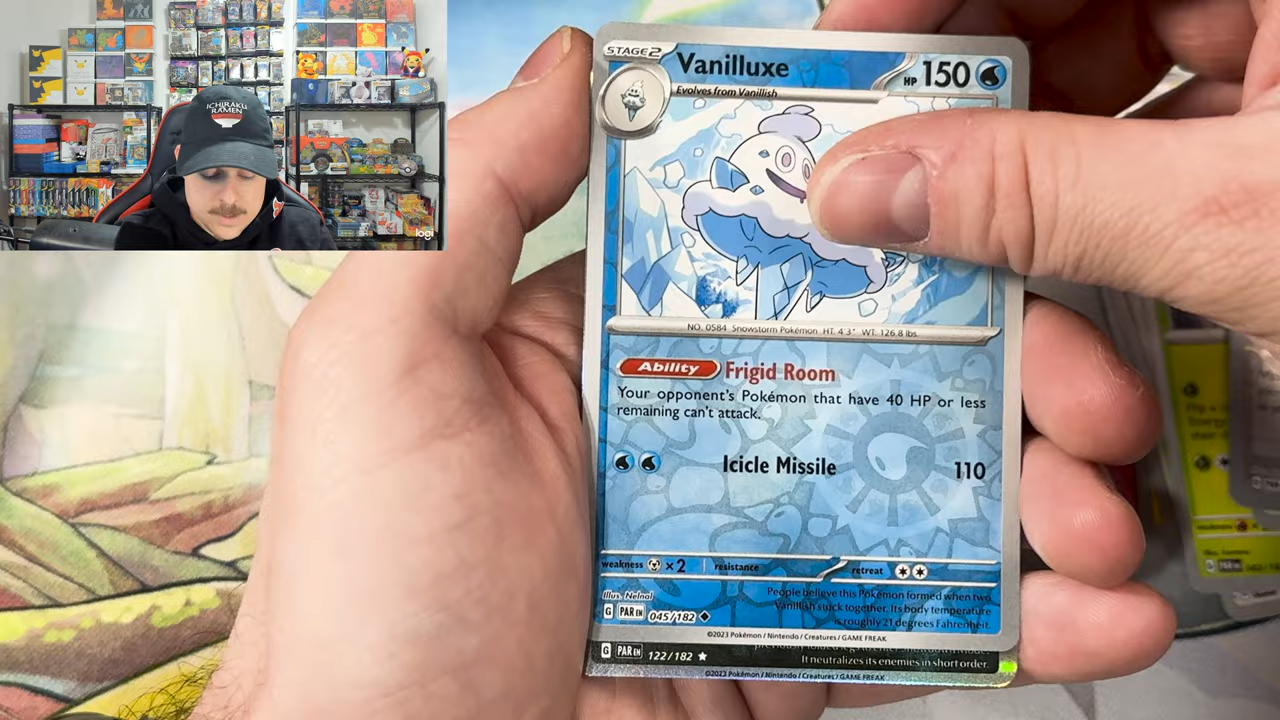 ICHIRAKU
RAMEN
logi
STAGE 2
Vanilluxe
HP 150
Evolves from Vanillish
NO. 0584 Snowstorm Pokémon HT. 4'3" WT. 126.8 lbs
Ability Frigid Room
Your opponent's Pokémon that have 40 HP or less
remaining can't attack.
Icicle Missile 110
weakness ×2 resistance retreat
Illus. Nelnal
People believe this Pokémon formed when two
Vanillish stuck together. Its body temperature
is roughly 21 degrees Fahrenheit.
G PAR EN 045/182
©2023 Pokémon / Nintendo / Creatures / GAME FREAK
G PAR EN 122/182
It neutralizes its enemies in short order.
©2023 Pokémon / Nintendo / Creatures / GAME FREAK